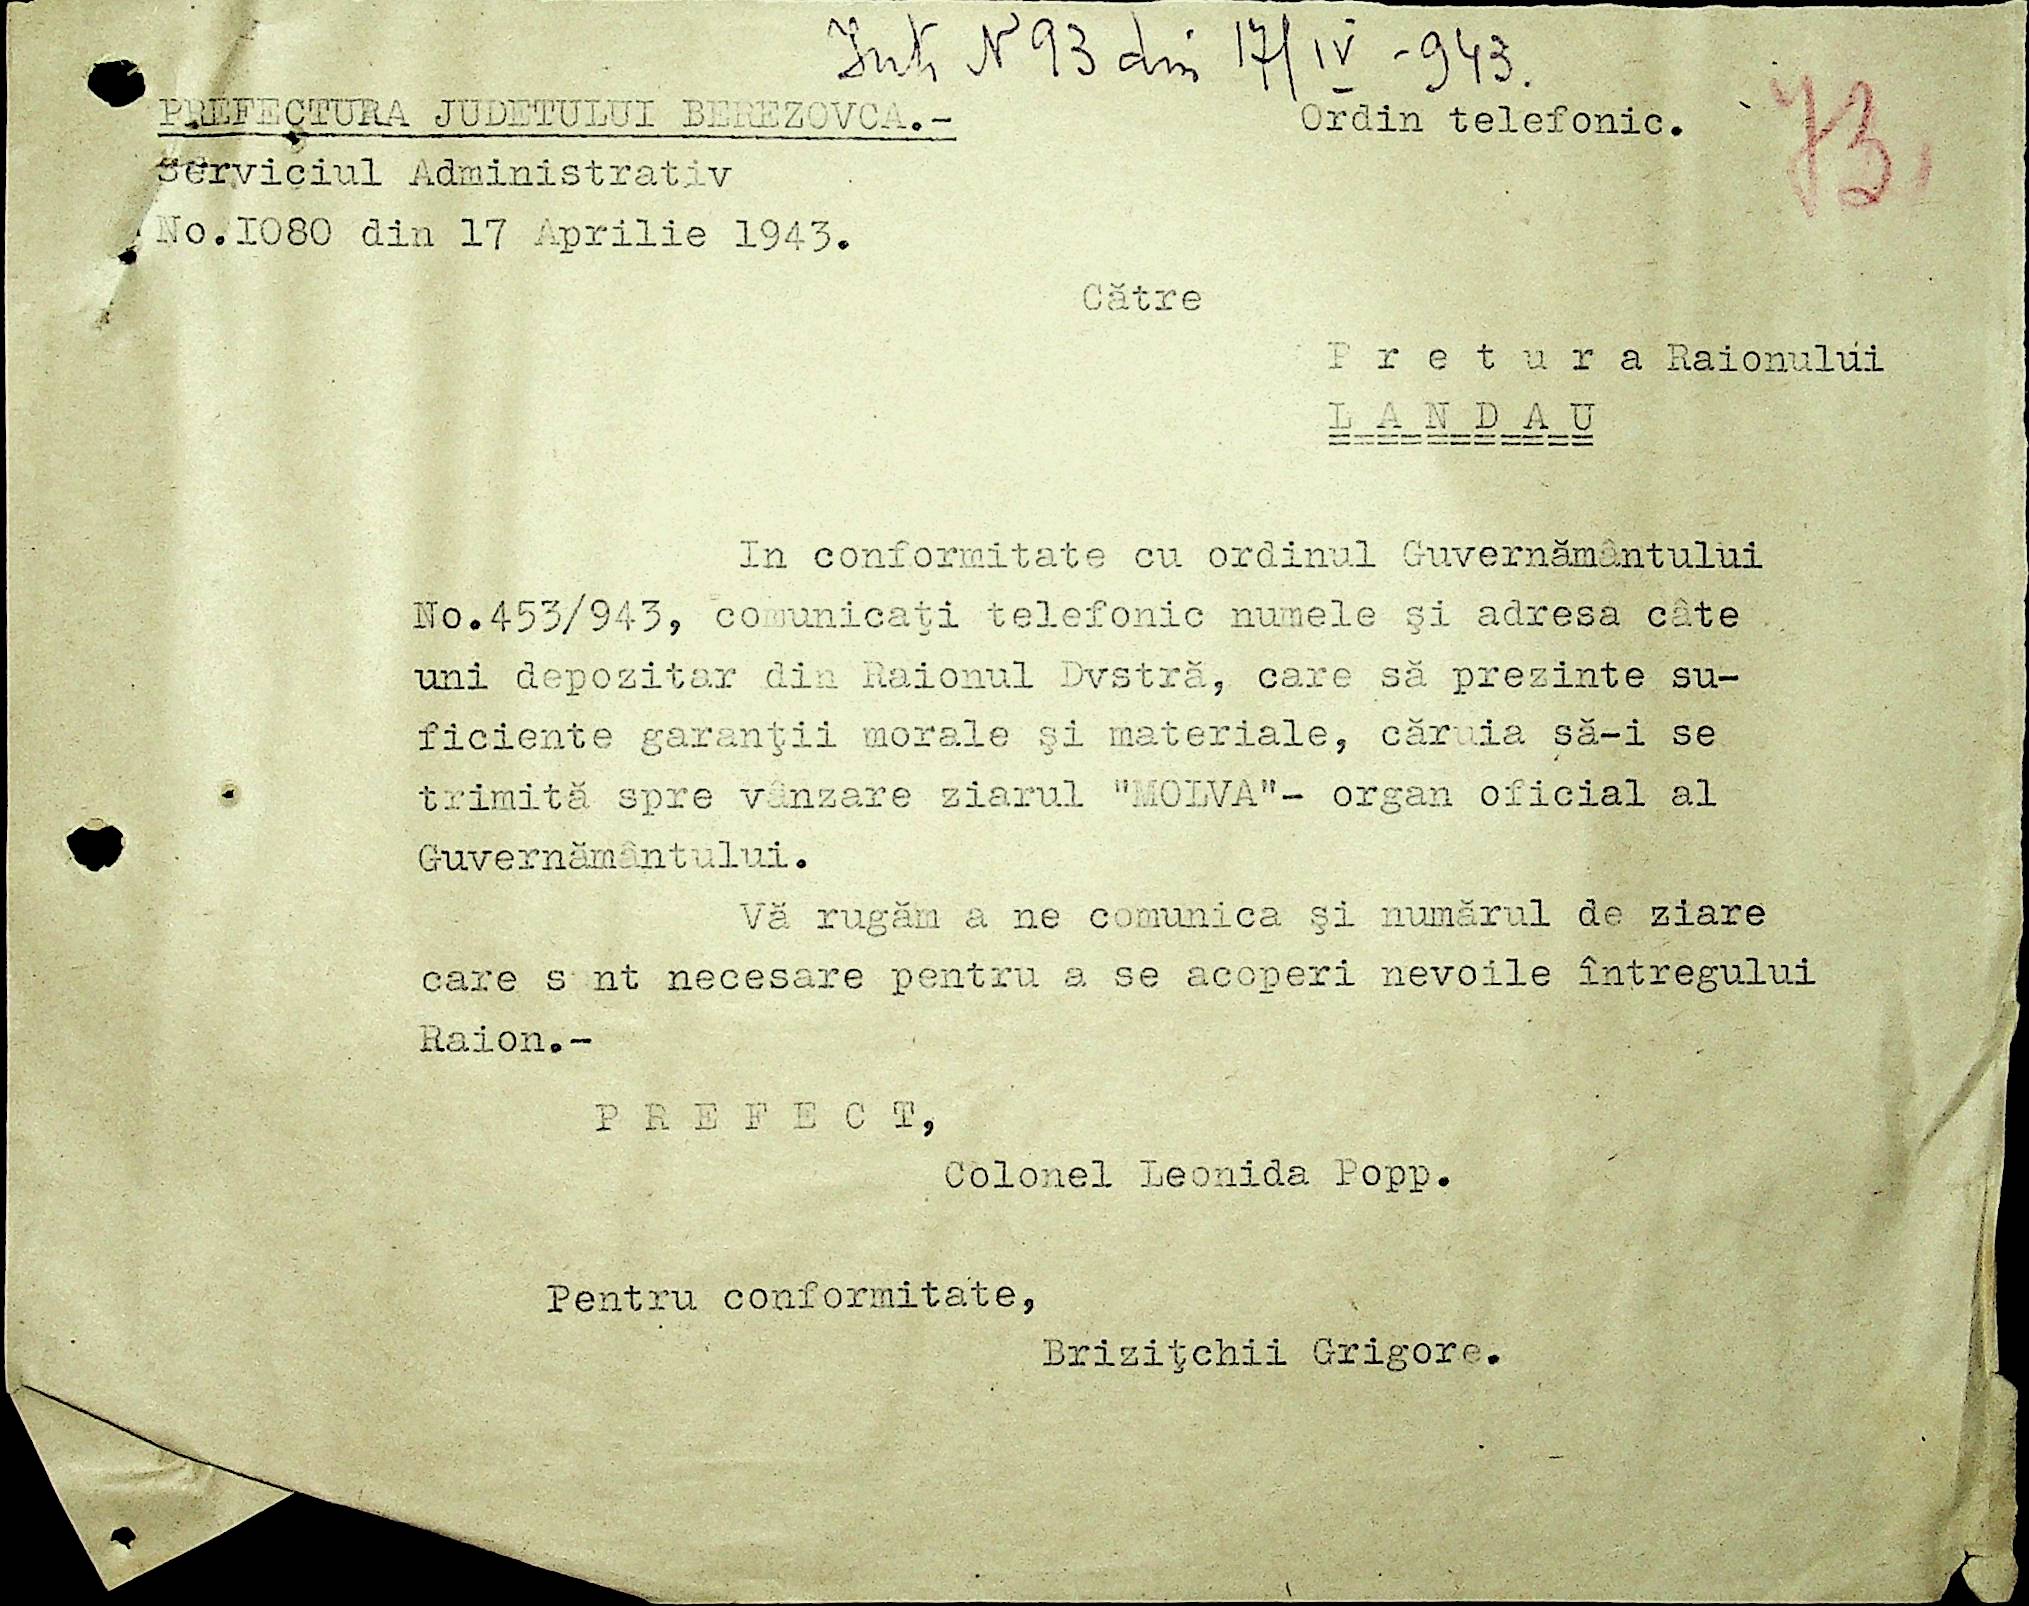 Intr N 93 din 17/IV -943.
PREFECTURA JUDETULUI BEREZOVCA.-
Ordin telefonic.
73.
Serviciul Administrativ
No.I080 din 17 Aprilie 1943.
Către
P r e t u r a Raionului
L A N D A U
In conformitate cu ordinul Guvernământului
No.453/943, comunicaţi telefonic numele şi adresa câte
uni depozitar din Raionul Dvstră, care să prezinte su-
ficiente garanţii morale şi materiale, căruia să-i se
trimită spre vânzare ziarul "MOLVA"- organ oficial al
Guvernământului.
Vă rugăm a ne comunica şi numărul de ziare
care s nt necesare pentru a se acoperi nevoile întregului
Raion.-
P R E F E C T,
Colonel Leonida Popp.
Pentru conformitate,
Briziţchii Grigore.